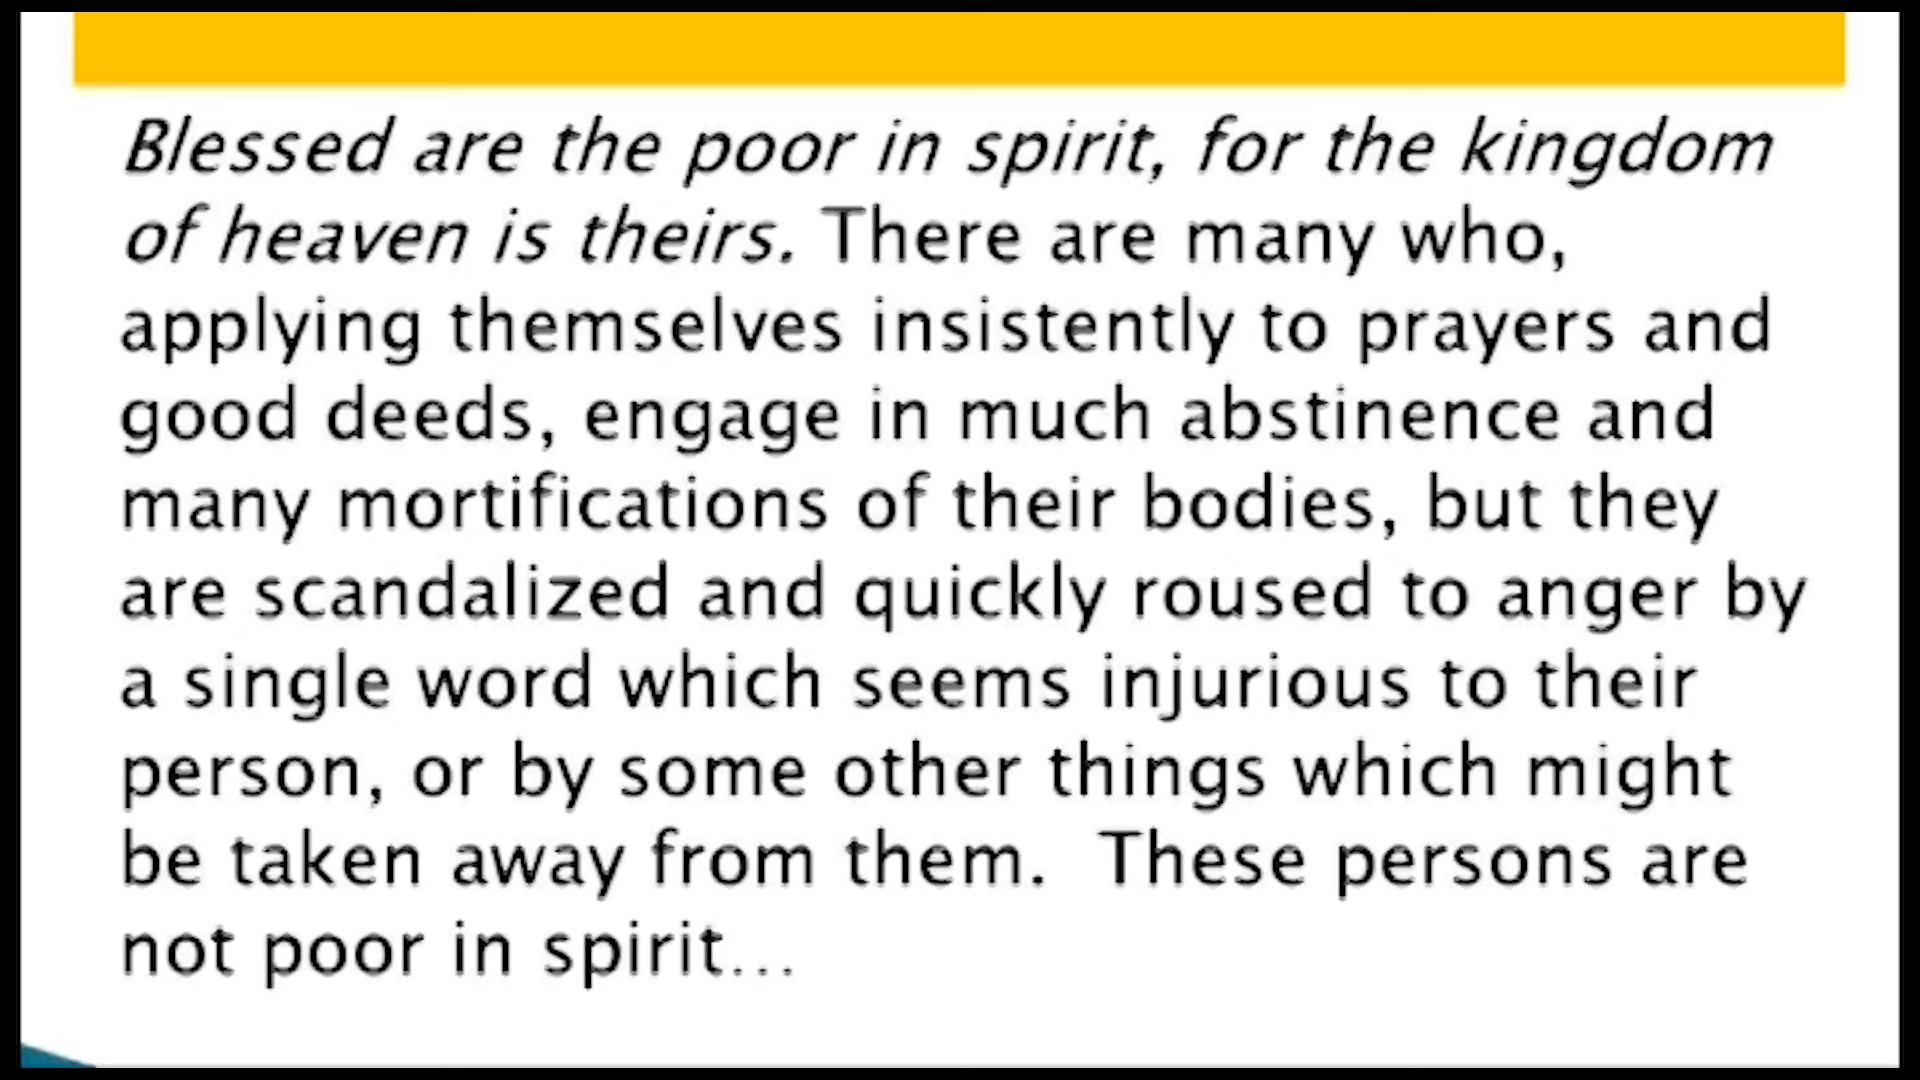 Blessed are the poor in spirit, for the kingdom
of heaven is theirs. There are many who,
applying themselves insistently to prayers and
good deeds, engage in much abstinence and
many mortifications of their bodies, but they
are scandalized and quickly roused to anger by
a single word which seems injurious to their
person, or by some other things which might
be taken away from them.  These persons are
not poor in spirit…